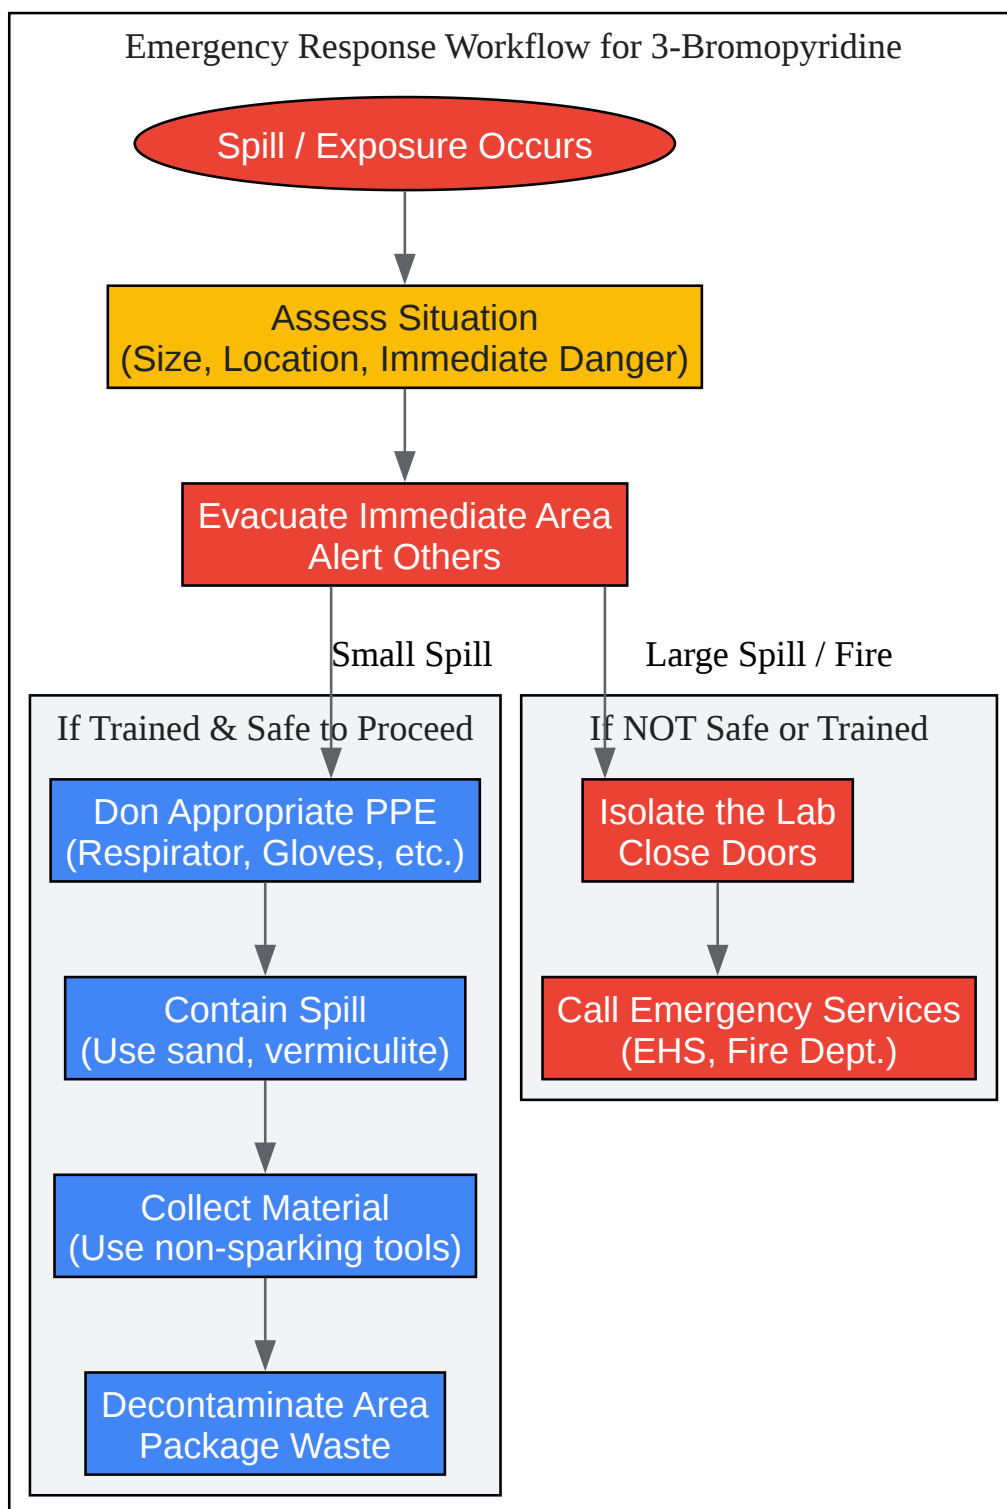 Emergency Response Workflow for 3-Bromopyridine
Spill / Exposure Occurs
Assess Situation
(Size, Location, Immediate Danger)
Evacuate Immediate Area
Alert Others
Small Spill
Large Spill / Fire
If Trained & Safe to Proceed
Don Appropriate PPE
(Respirator, Gloves, etc.)
Contain Spill
(Use sand, vermiculite)
Collect Material
(Use non-sparking tools)
Decontaminate Area
Package Waste
If NOT Safe or Trained
Isolate the Lab
Close Doors
Call Emergency Services
(EHS, Fire Dept.)